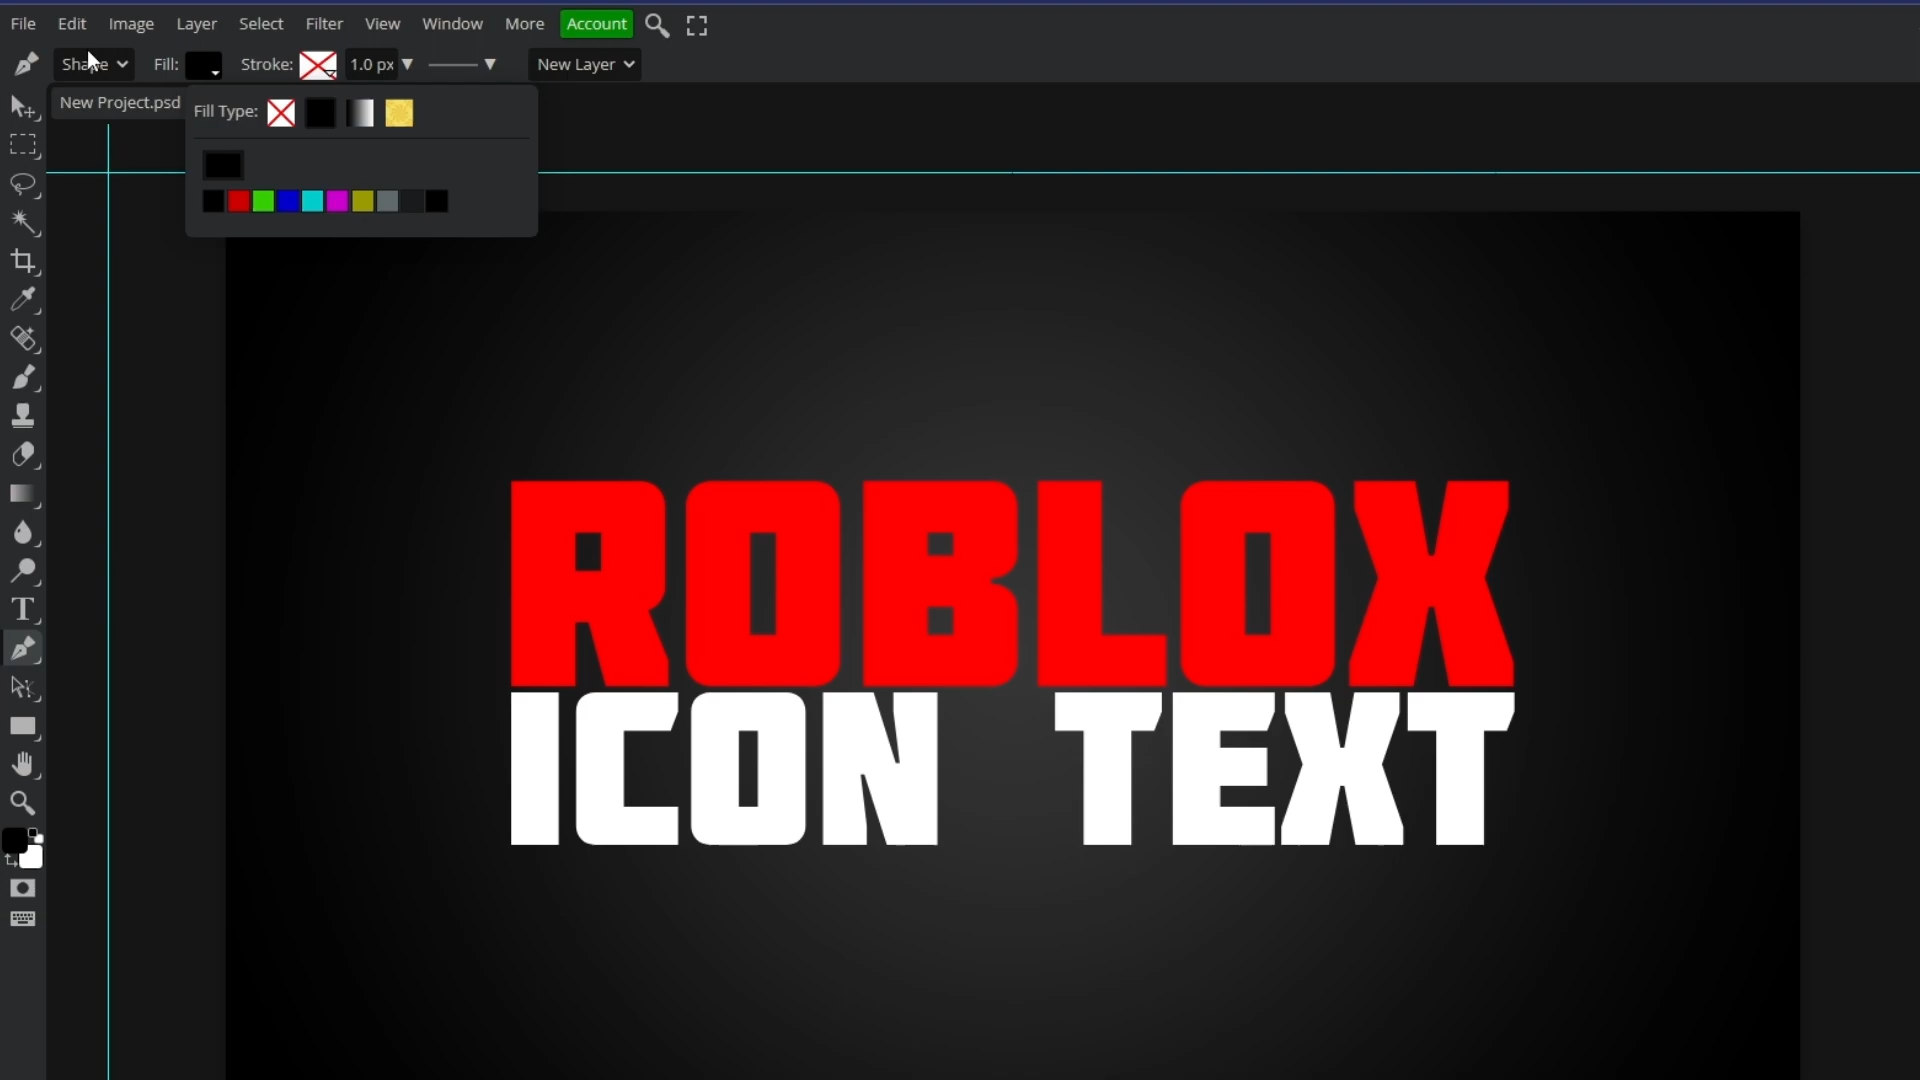 File Edit Image Layer Select Filter View Window More Account
Shape Fill: Stroke: 1.0 px New Layer
New Project.psd
Fill Type:
ROBLOX
ICON TEXT